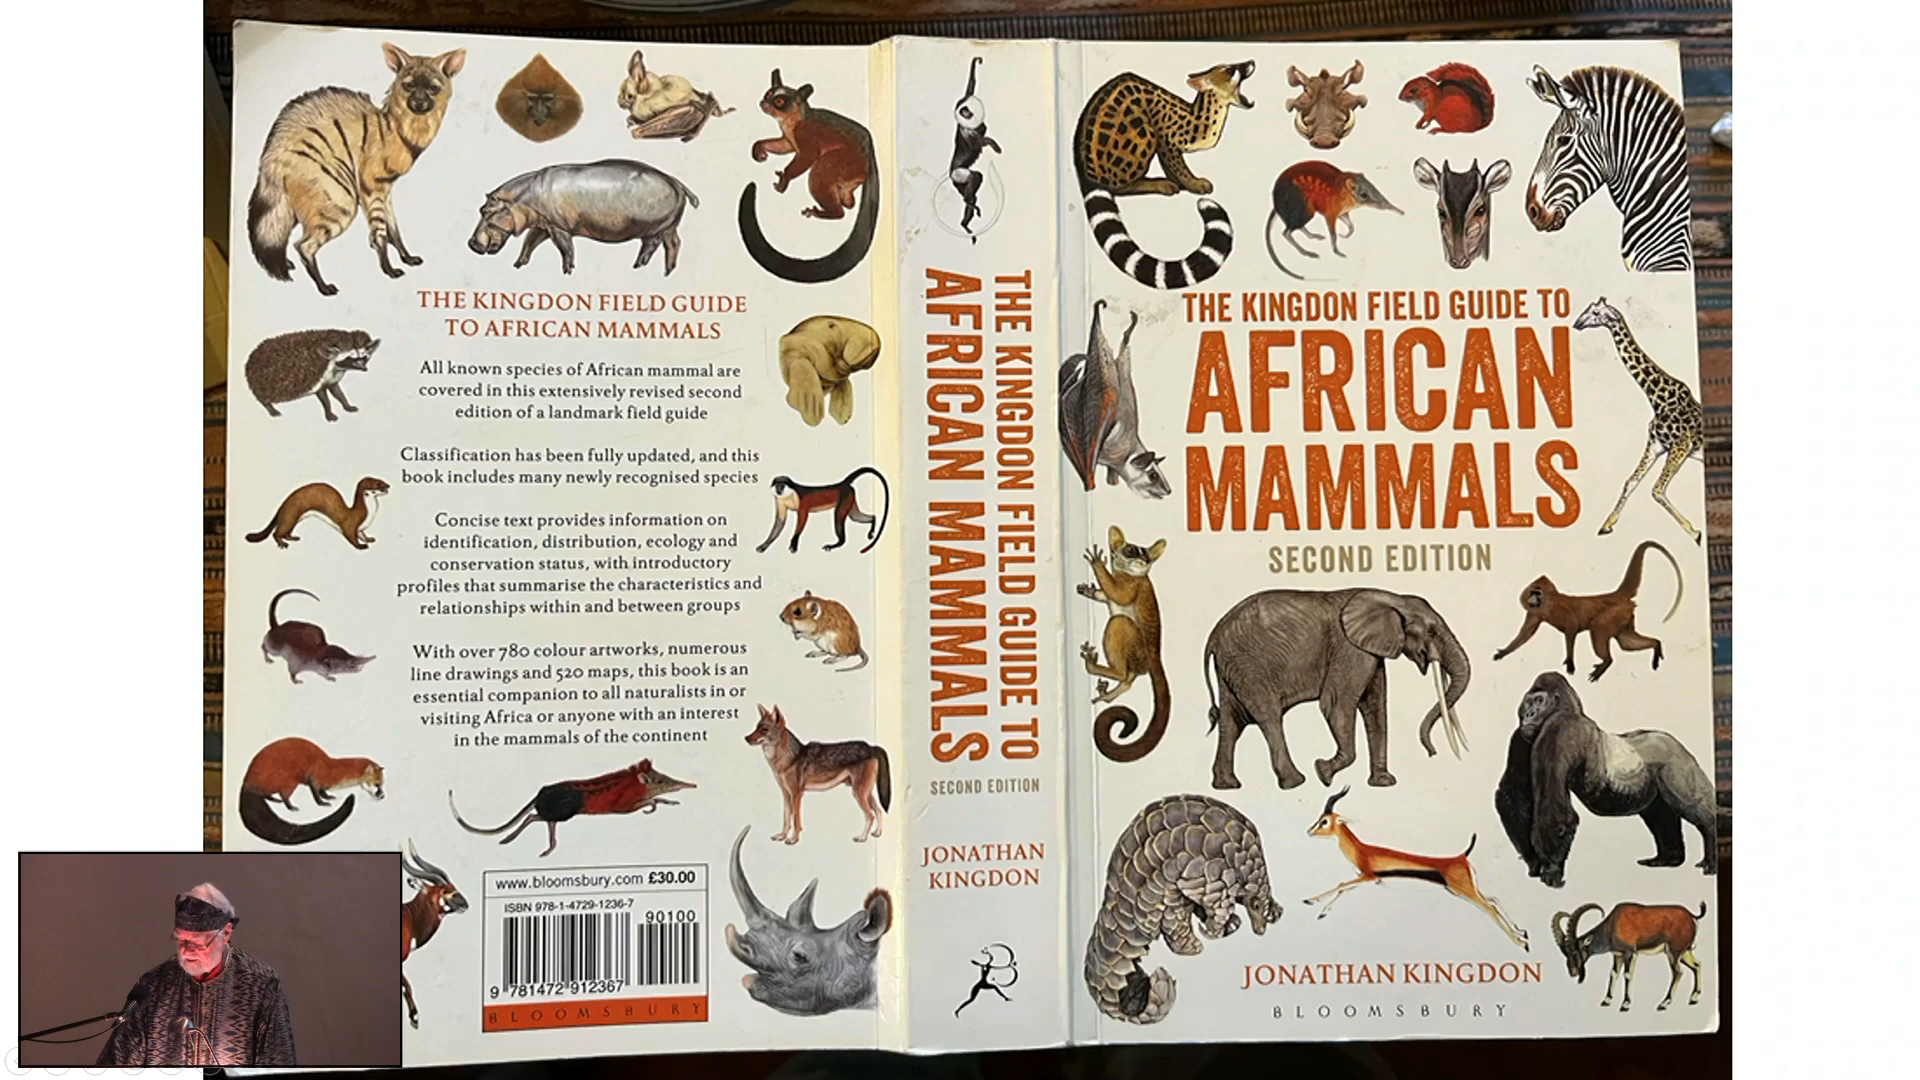 THE KINGDON FIELD GUIDE
TO AFRICAN MAMMALS
All known species of African mammal are
covered in this extensively revised second
edition of a landmark field guide
Classification has been fully updated, and this
book includes many newly recognised species
Concise text provides information on
identification, distribution, ecology and
conservation status, with introductory
profiles that summarise the characteristics and
relationships within and between groups
With over 780 colour artworks, numerous
line drawings and 520 maps, this book is an
essential companion to all naturalists in or
visiting Africa or anyone with an interest
in the mammals of the continent
www.bloomsbury.com £30.00
ISBN 978-1-4729-1236-7
90100
9 781472 912367
BLOOMSBURY
THE KINGDON FIELD GUIDE TO
AFRICAN MAMMALS
SECOND EDITION
JONATHAN
KINGDON
THE KINGDON FIELD GUIDE TO
AFRICAN
MAMMALS
SECOND EDITION
JONATHAN KINGDON
BLOOMSBURY